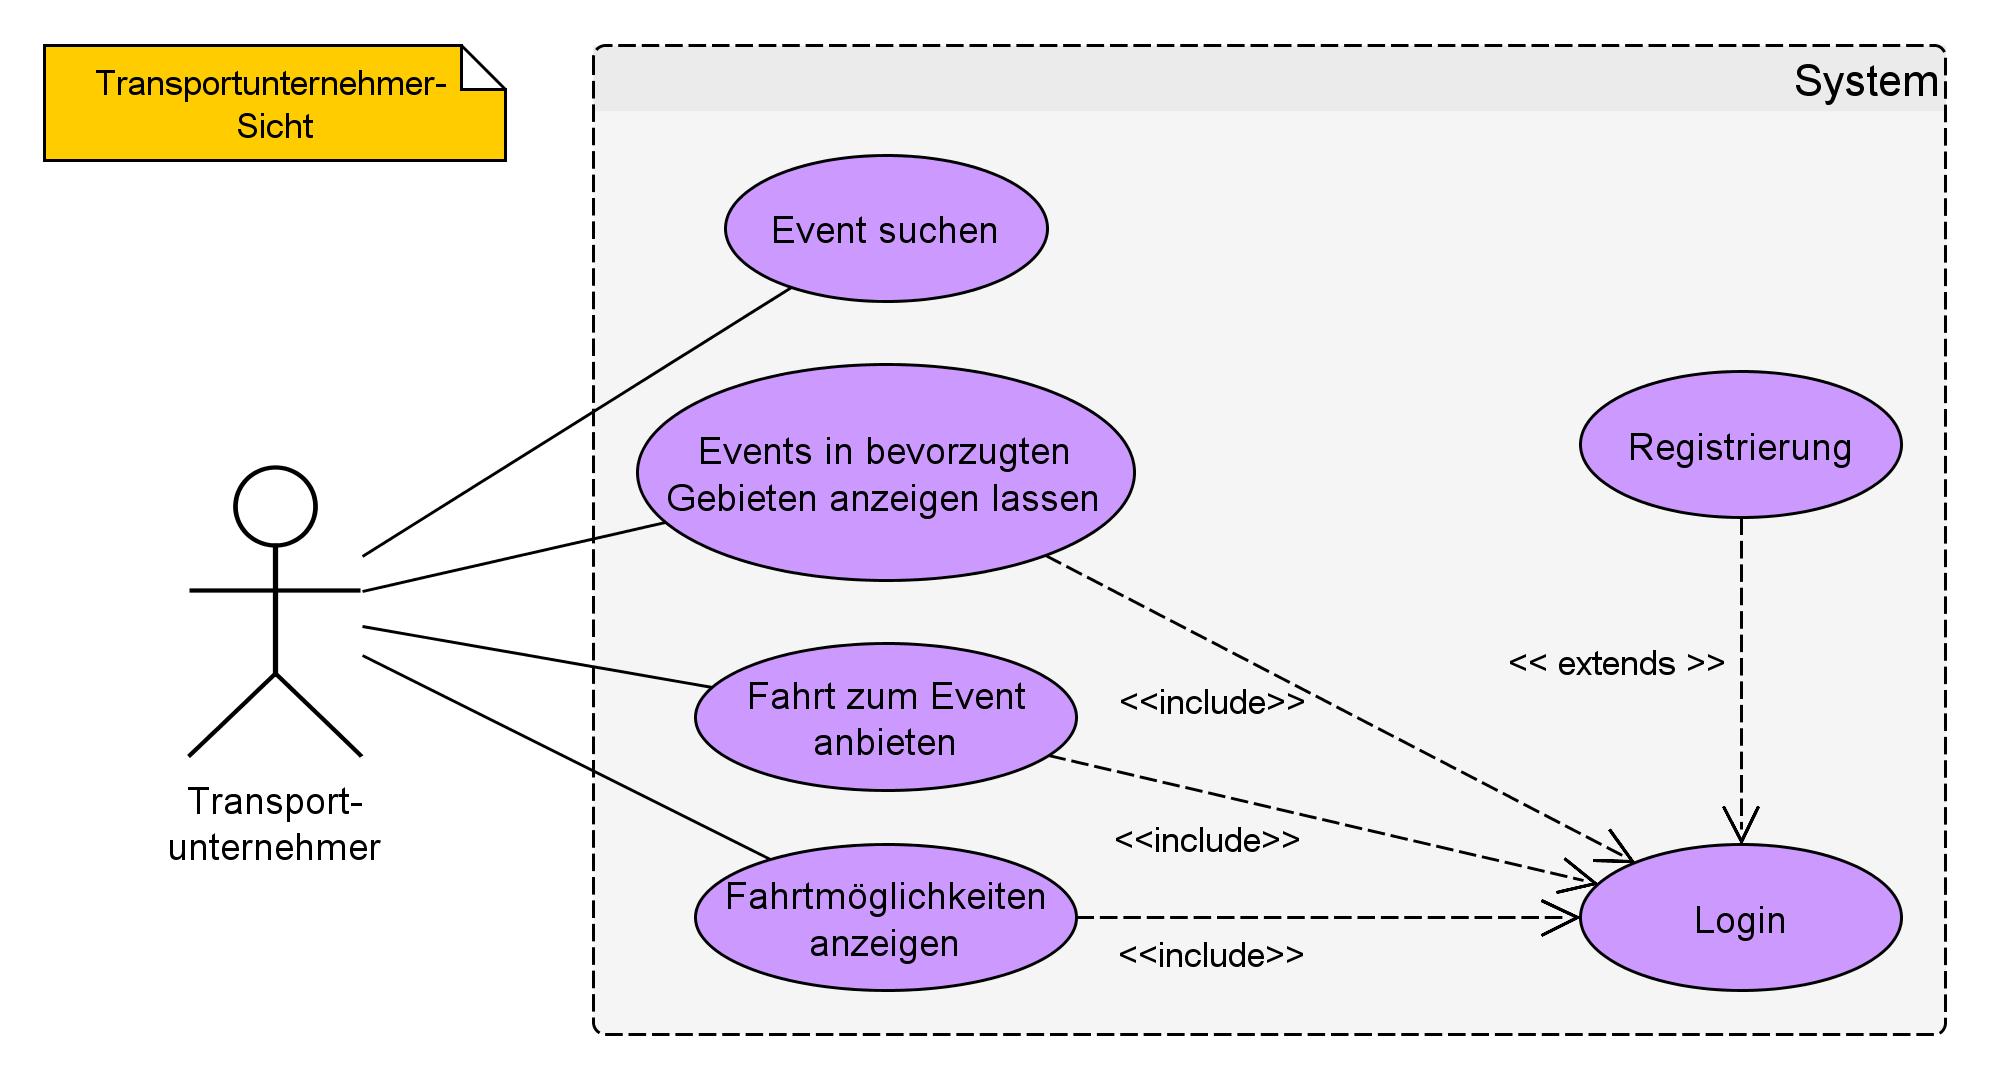 Transportunternehmer-
Sicht
System
Event suchen
Events in bevorzugten
Gebieten anzeigen lassen
Registrierung
<< extends >>
<<include>>
Fahrt zum Event
anbieten
Transport-
unternehmer
<<include>>
Fahrtmöglichkeiten
anzeigen
<<include>>
Login